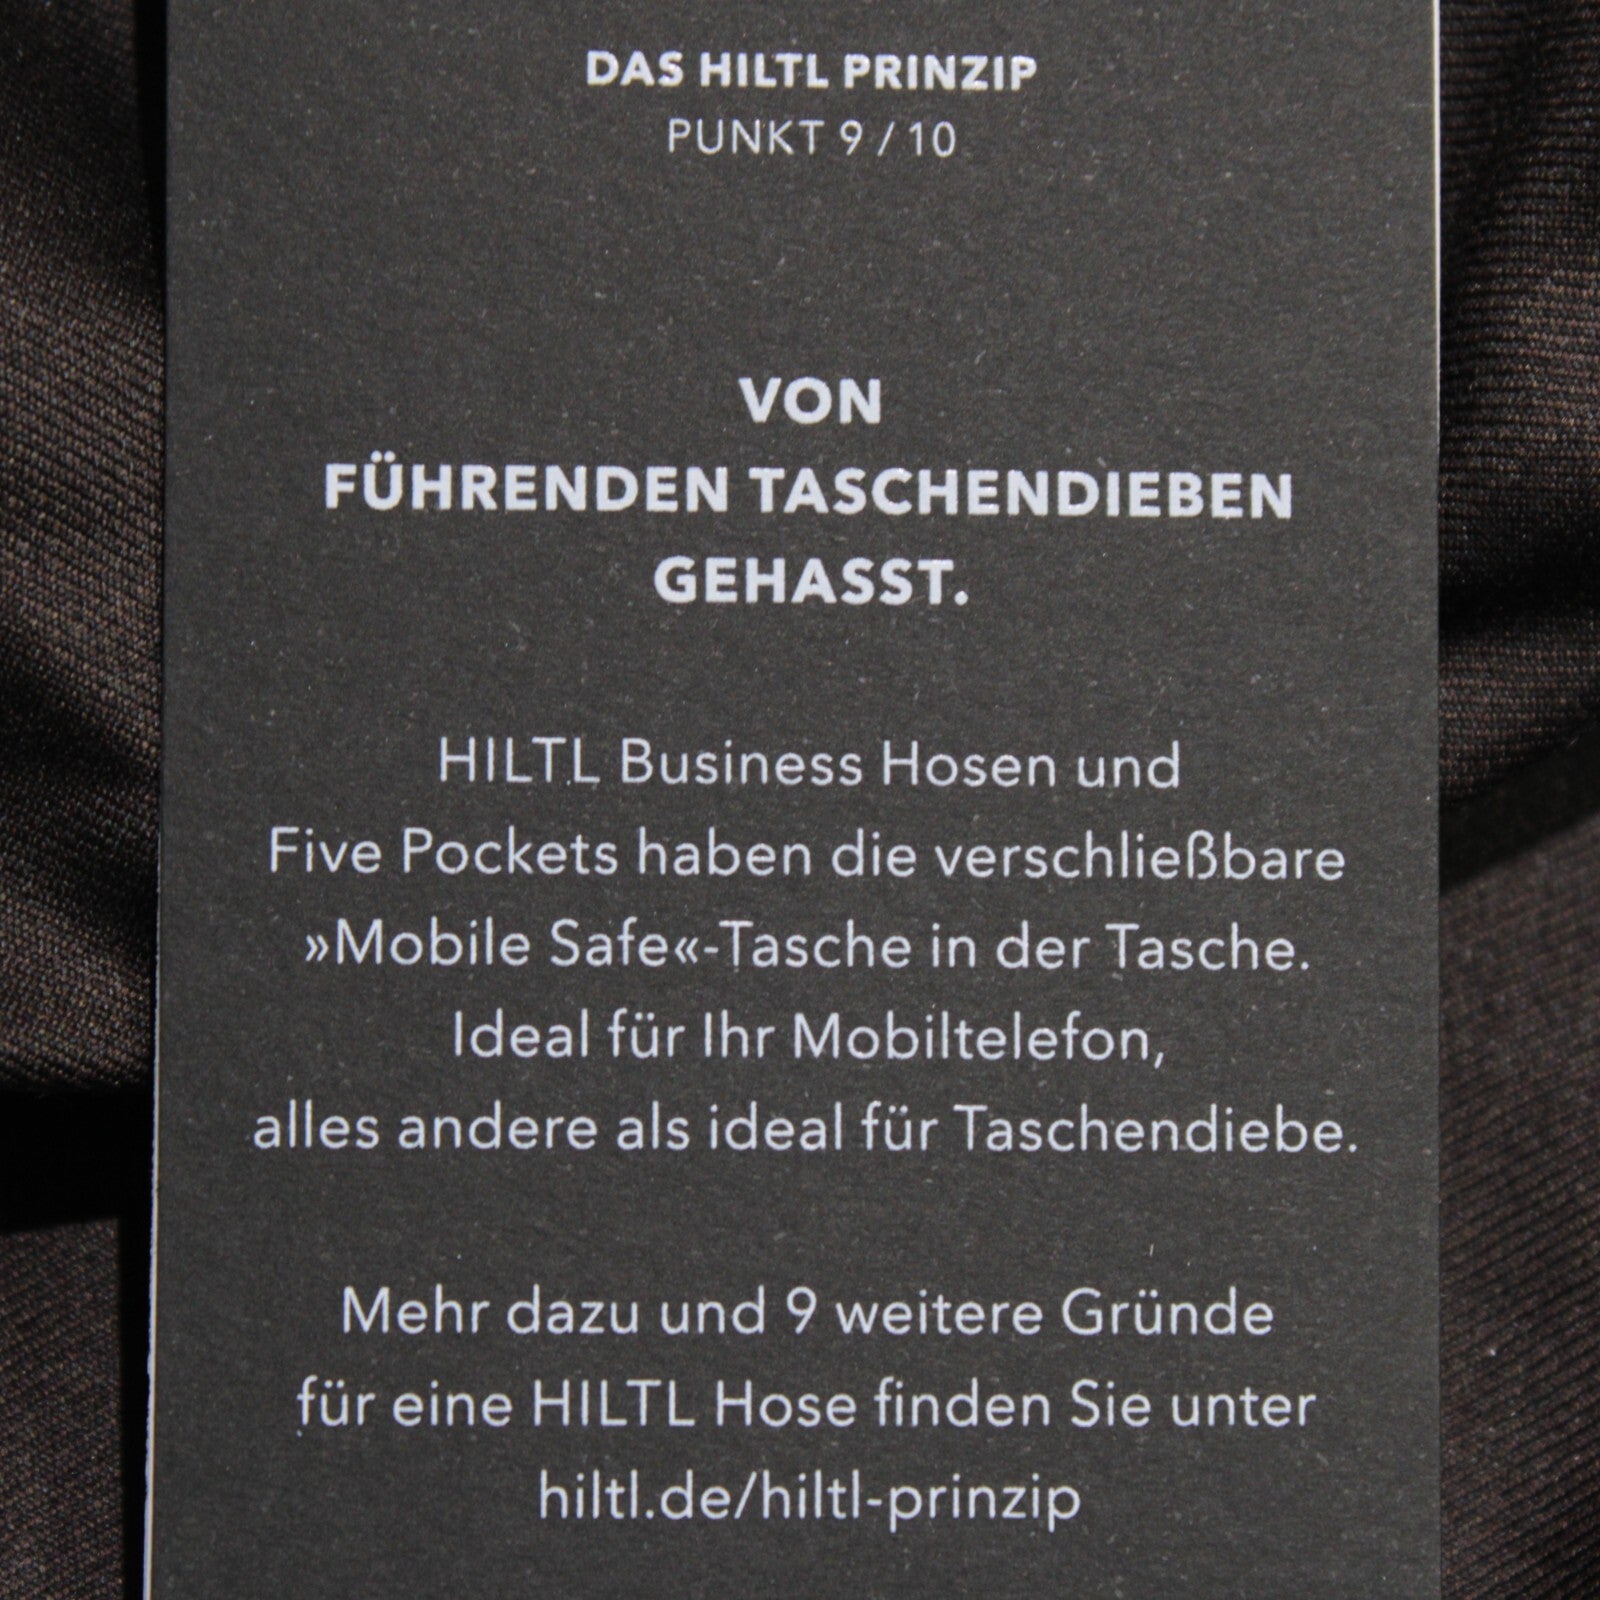 DAS HILTL PRINZIP
PUNKT 9 / 10
VON
FÜHRENDEN TASCHENDIEBEN
GEHASST.
HILTL Business Hosen und
Five Pockets haben die verschließbare
»Mobile Safe«-Tasche in der Tasche.
Ideal für Ihr Mobiltelefon,
alles andere als ideal für Taschendiebe.
Mehr dazu und 9 weitere Gründe
für eine HILTL Hose finden Sie unter
hiltl.de/hiltl-prinzip